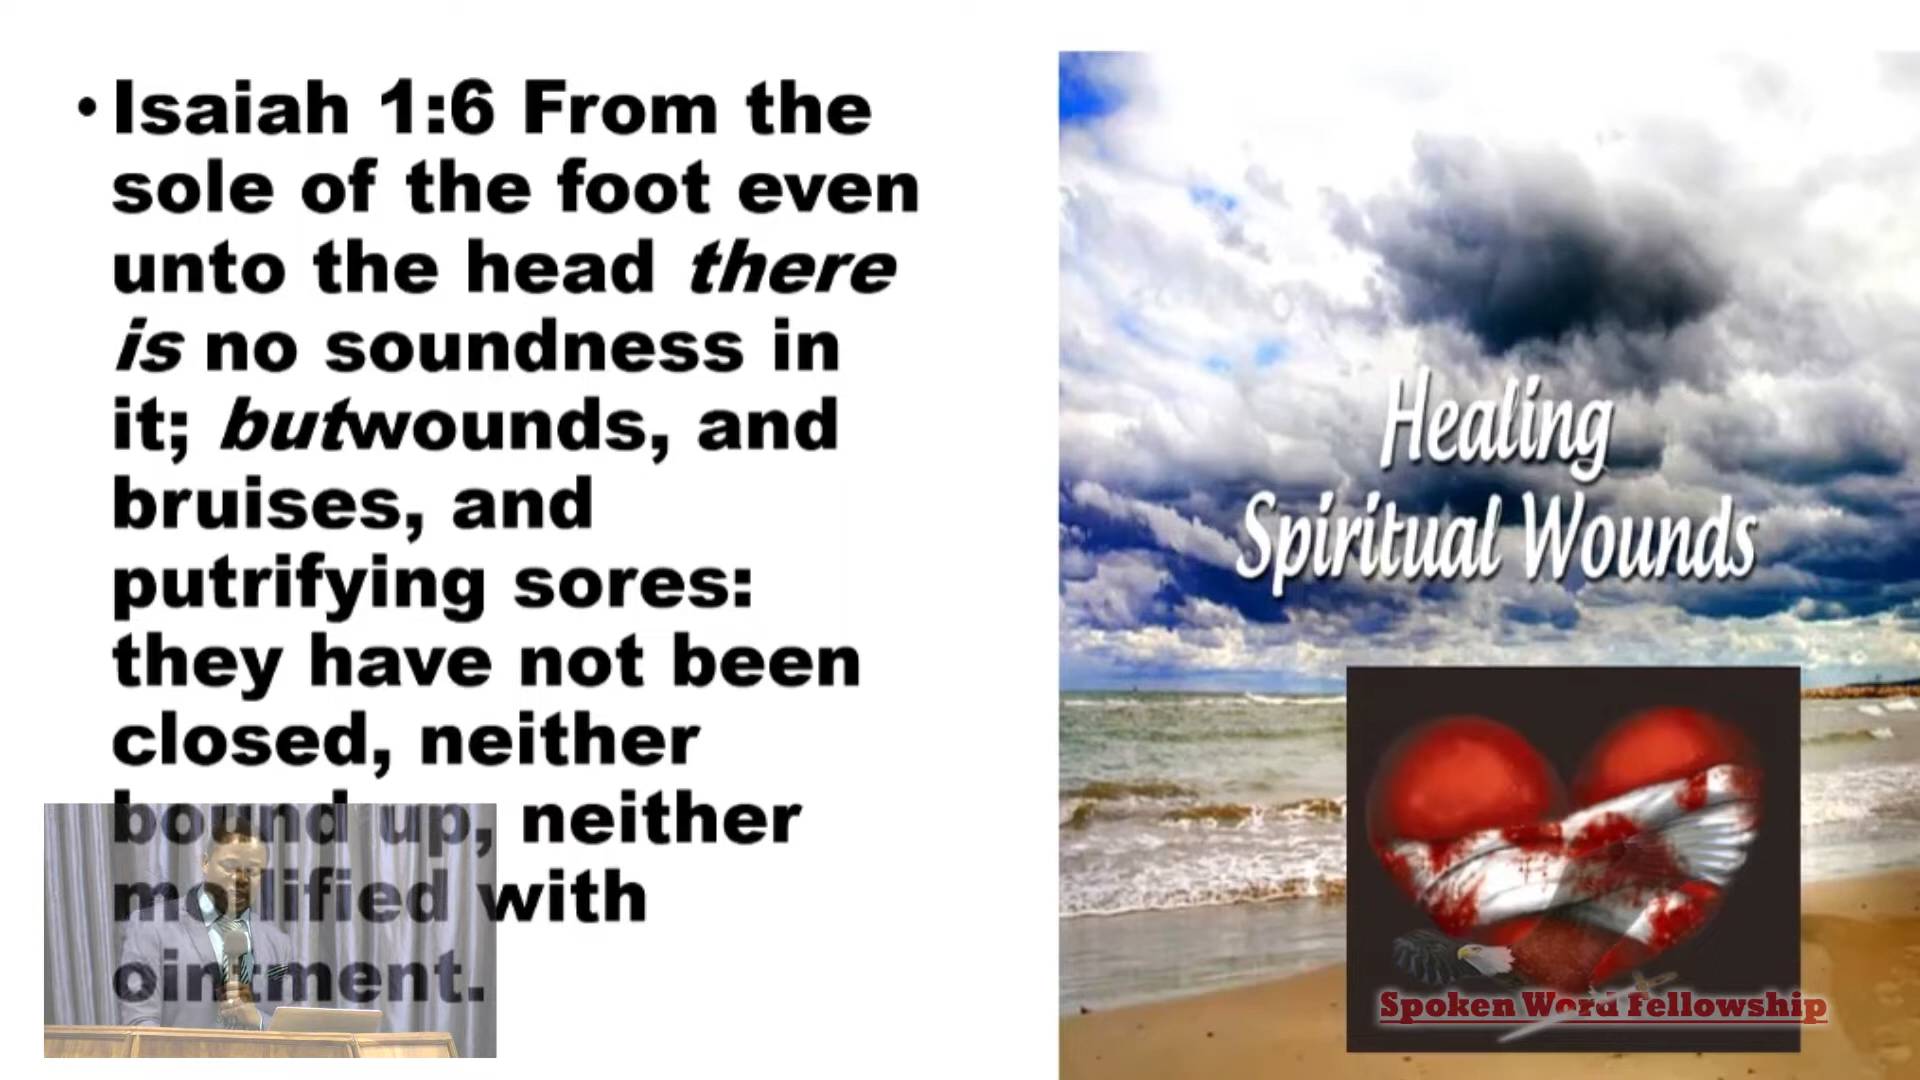 • Isaiah 1:6 From the
sole of the foot even
unto the head there
is no soundness in
it; butwounds, and
bruises, and
putrifying sores:
they have not been
closed, neither
bound up, neither
mollified with
ointment.
Healing
Spiritual Wounds
Spoken Word Fellowship